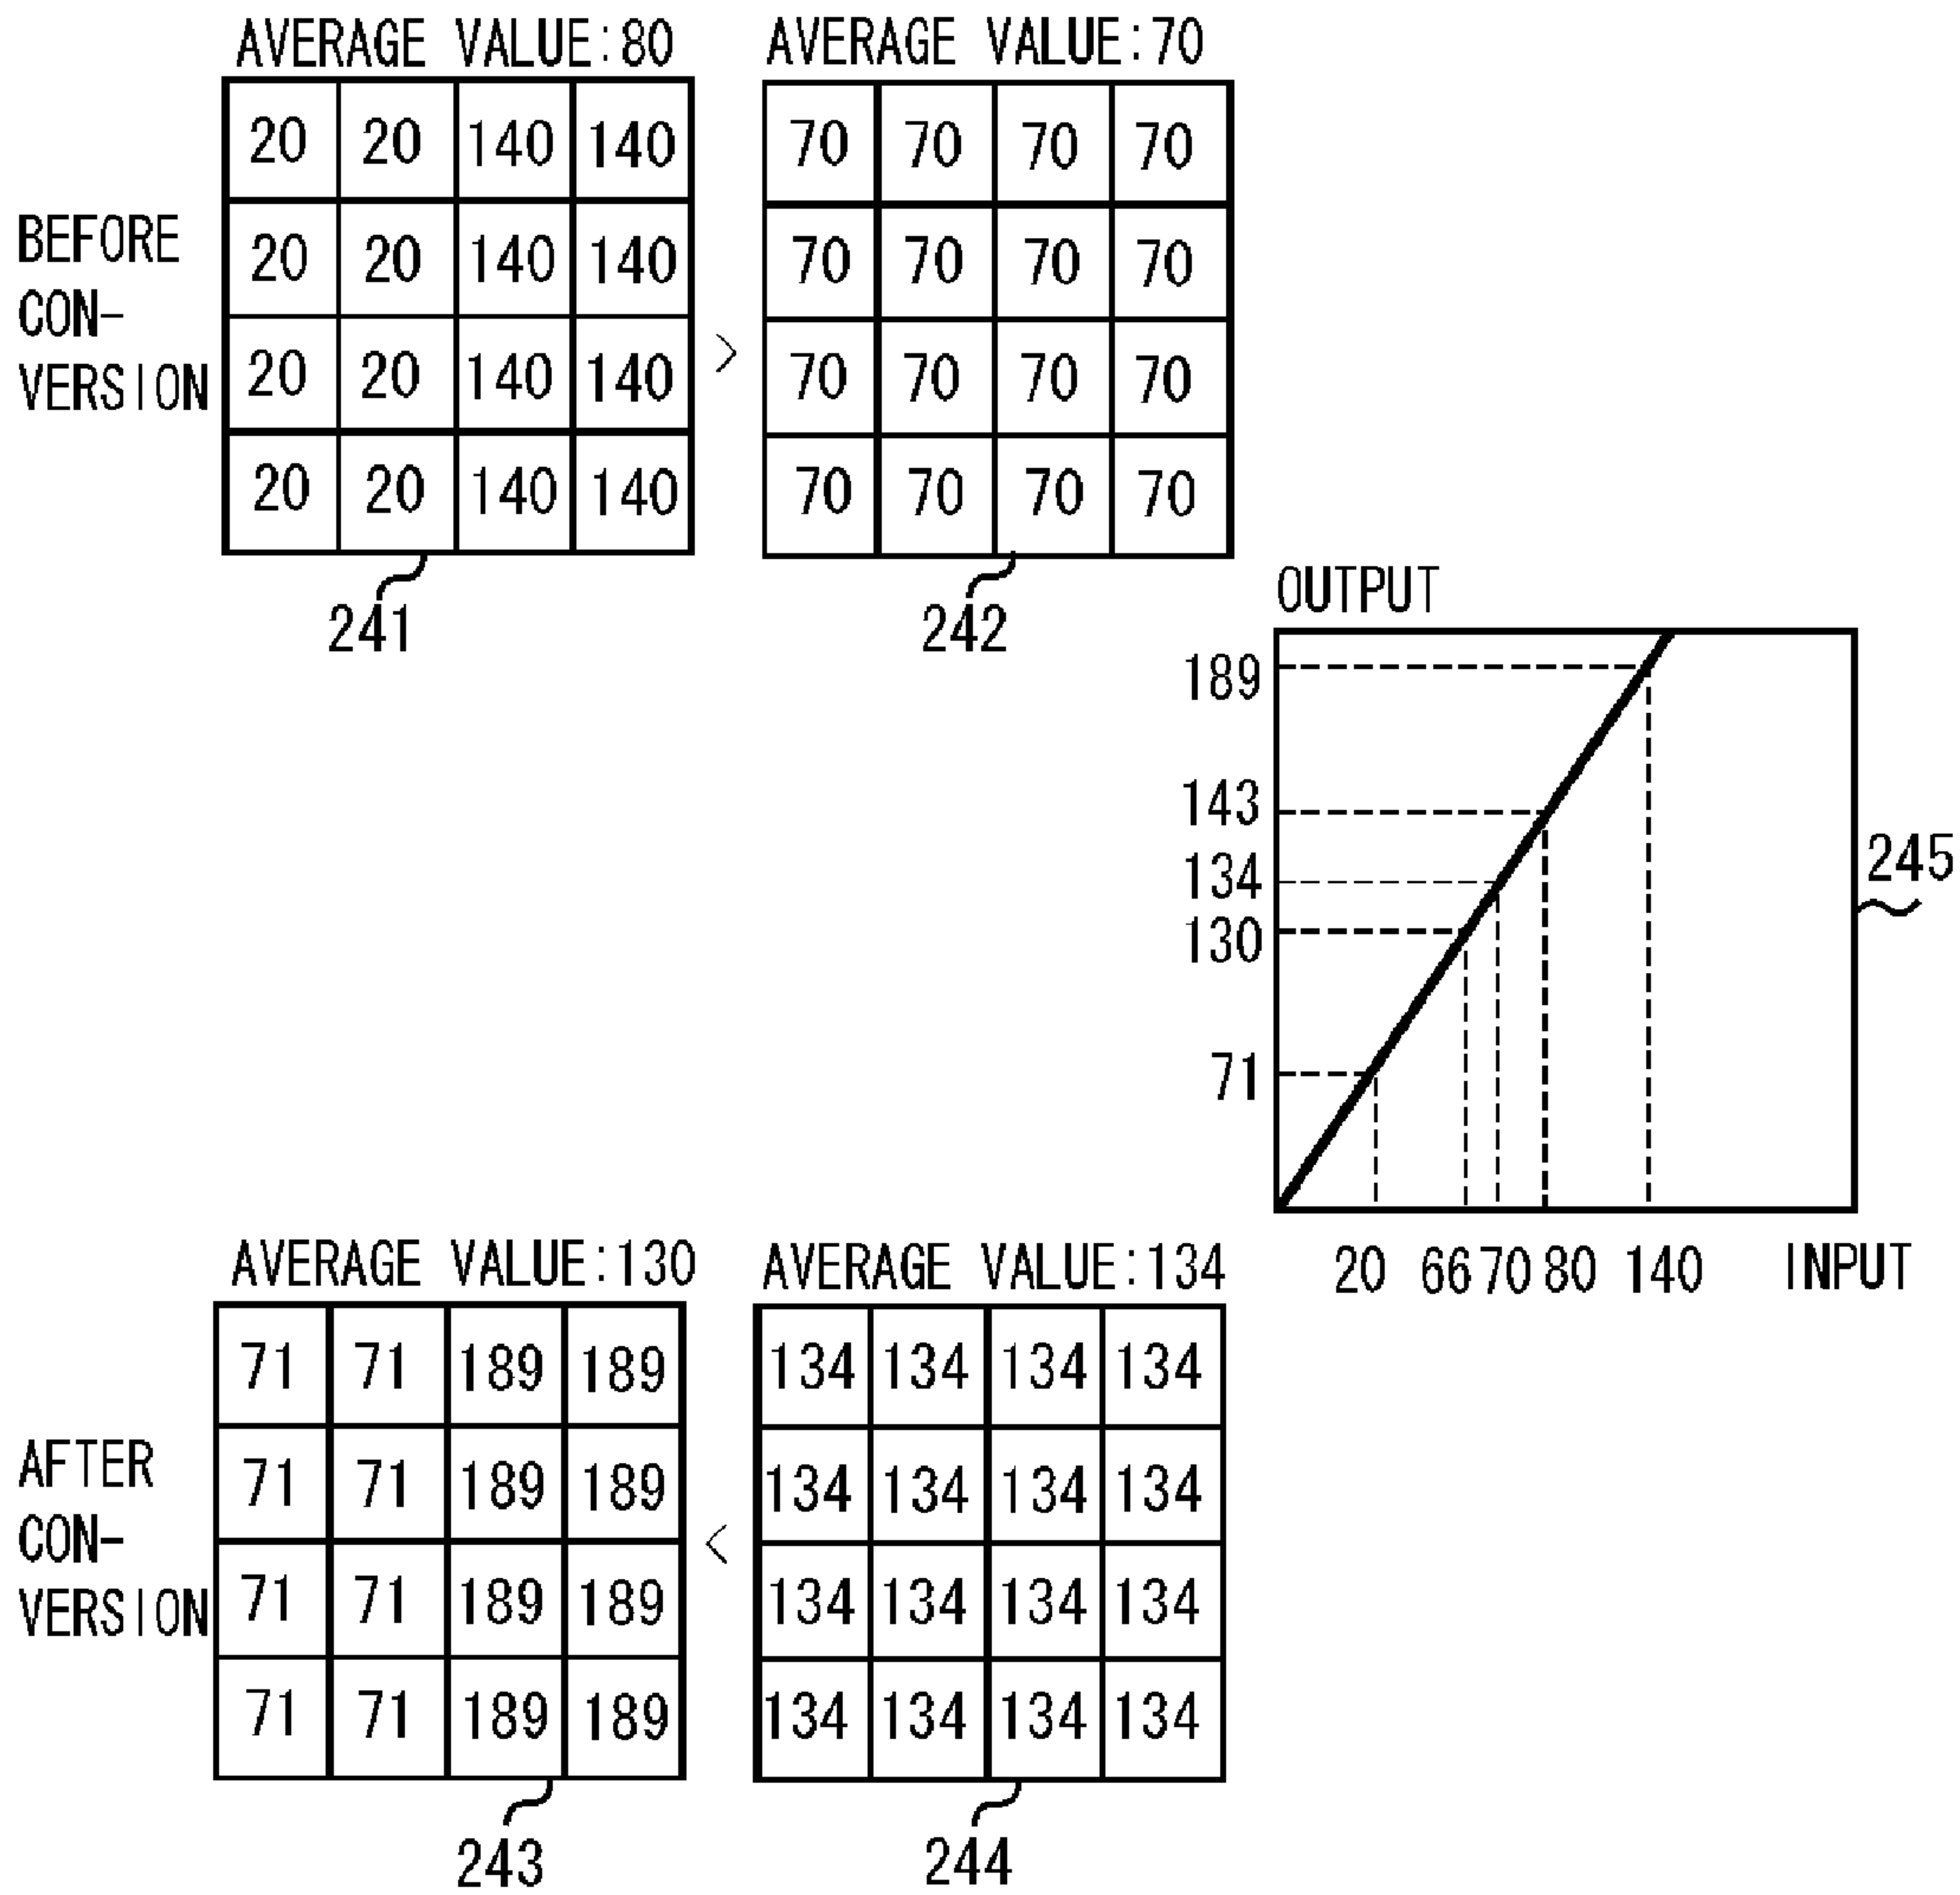 AVERAGE VALUE:80
AVERAGE VALUE:70
BEFORE
CON-
VERSION
20 20 140 140
20 20 140 140
20 20 140 140
20 20 140 140
>
70 70 70 70
70 70 70 70
70 70 70 70
70 70 70 70
241
242
OUTPUT
189
143
134
130
71
245
20 66 70 80 140 INPUT
AVERAGE VALUE:130
AVERAGE VALUE:134
AFTER
CON-
VERSION
71 71 189 189
71 71 189 189
71 71 189 189
71 71 189 189
<
134 134 134 134
134 134 134 134
134 134 134 134
134 134 134 134
243
244